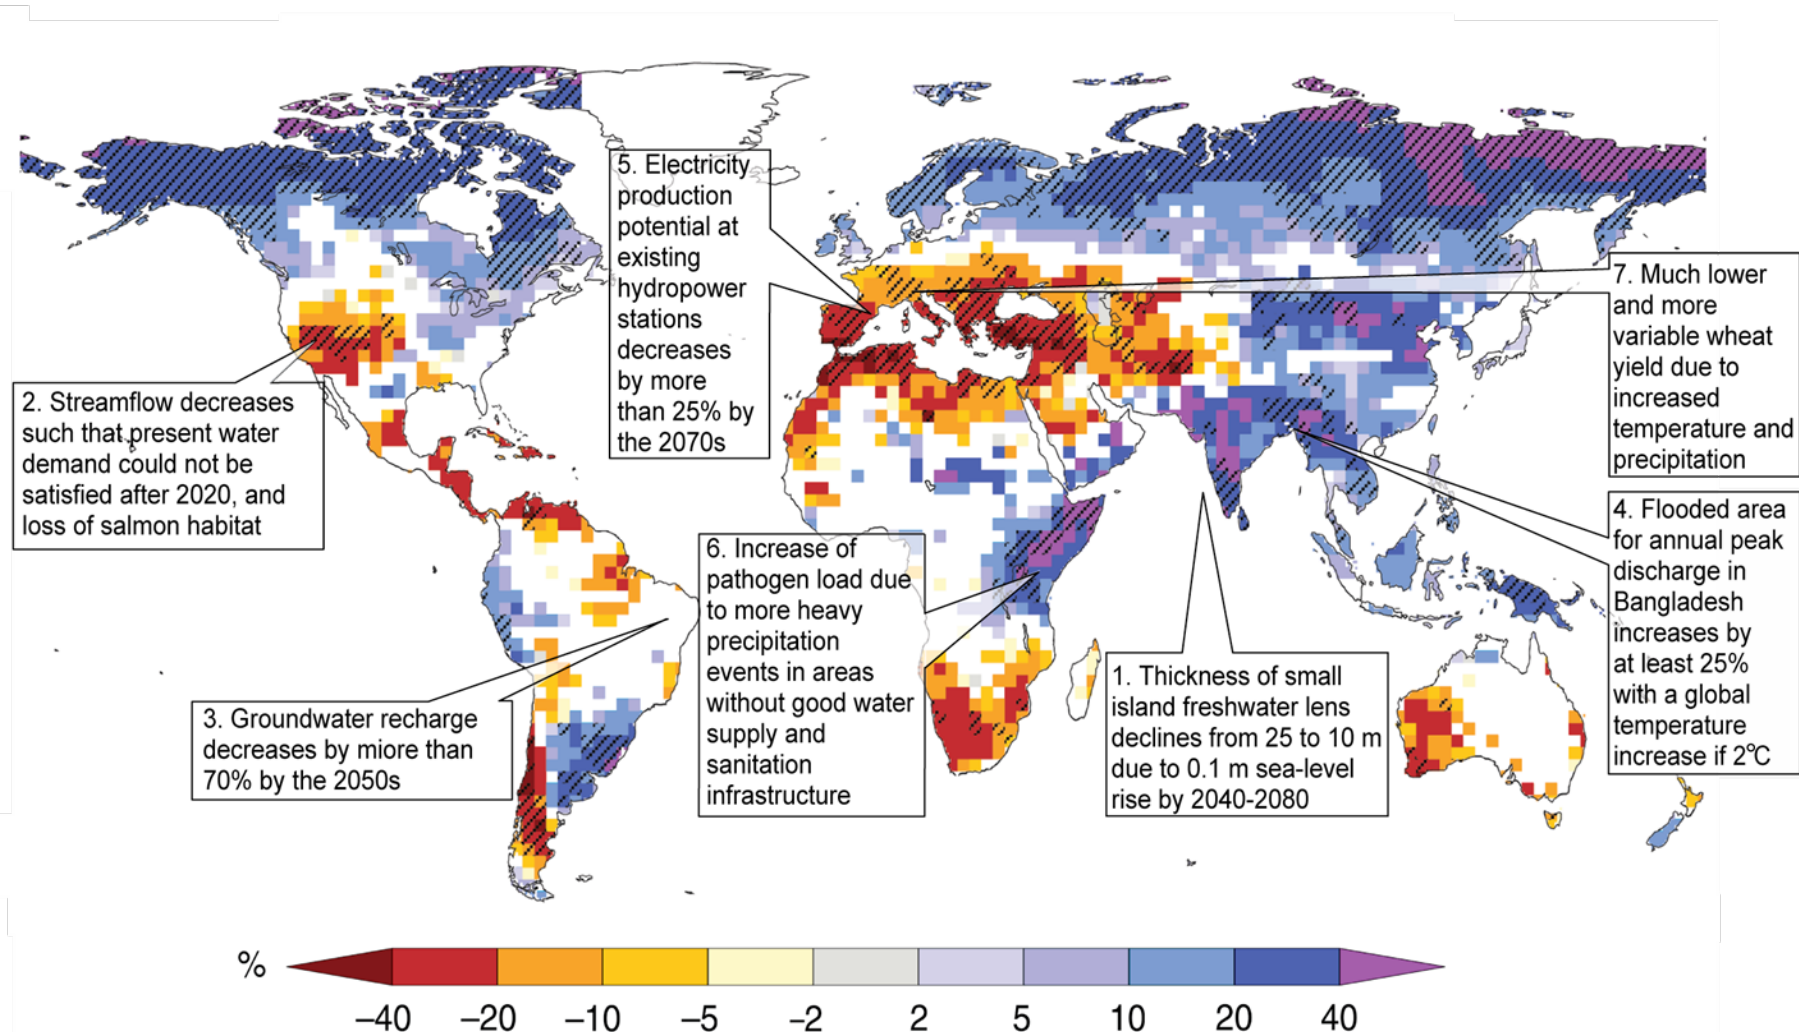 5. Electricity
production
potential at
existing
hydropower
stations
decreases
by more
than 25% by
the 2070s
7. Much lower
and more
variable wheat
yield due to
increased
temperature and
precipitation
2. Streamflow decreases
such that present water
demand could not be
satisfied after 2020, and
loss of salmon habitat
4. Flooded area
for annual peak
discharge in
Bangladesh
increases by
at least 25%
with a global
temperature
increase if 2℃
6. Increase of
pathogen load due
to more heavy
precipitation
events in areas
without good water
supply and
sanitation
infrastructure
1. Thickness of small
island freshwater lens
declines from 25 to 10 m
due to 0.1 m sea-level
rise by 2040-2080
3. Groundwater recharge
decreases by miore than
70% by the 2050s
%
–40 –20 –10 –5 –2 2 5 10 20 40